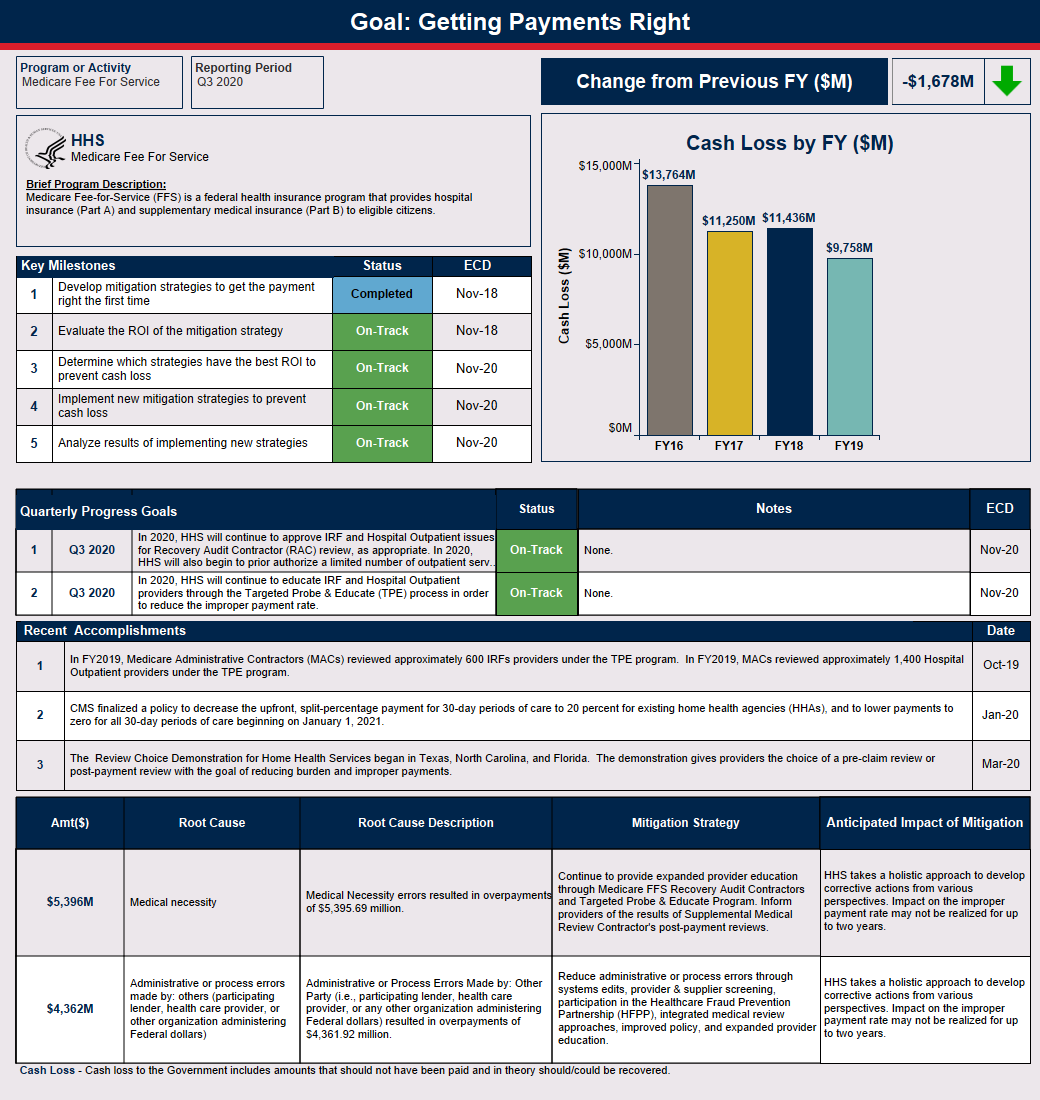 Goal: Getting Payments Right
Program or Activity
Medicare Fee For Service
Reporting Period
Q3 2020
Change from Previous FY ($M)
-$1,678M
HHS
Medicare Fee For Service
Brief Program Description:
Medicare Fee-for-Service (FFS) is a federal health insurance program that provides hospital
insurance (Part A) and supplementary medical insurance (Part B) to eligible citizens.
Cash Loss by FY ($M)
Cash Loss ($M)
$15,000M
$10,000M
$5,000M
$0M
$13,764M
$11,250M
$11,436M
$9,758M
FY16
FY17
FY18
FY19
Key Milestones
Status
ECD
1
Develop mitigation strategies to get the payment
right the first time
Completed
Nov-18
2
Evaluate the ROI of the mitigation strategy
On-Track
Nov-18
3
Determine which strategies have the best ROI to
prevent cash loss
On-Track
Nov-20
4
Implement new mitigation strategies to prevent
cash loss
On-Track
Nov-20
5
Analyze results of implementing new strategies
On-Track
Nov-20
Quarterly Progress Goals
Status
Notes
ECD
1
Q3 2020
In 2020, HHS will continue to approve IRF and Hospital Outpatient issues
for Recovery Audit Contractor (RAC) review, as appropriate. In 2020,
HHS will also begin to prior authorize a limited number of outpatient serv..
On-Track
None.
Nov-20
2
Q3 2020
In 2020, HHS will continue to educate IRF and Hospital Outpatient
providers through the Targeted Probe & Educate (TPE) process in order
to reduce the improper payment rate.
On-Track
None.
Nov-20
Recent Accomplishments
Date
1
In FY2019, Medicare Administrative Contractors (MACs) reviewed approximately 600 IRFs providers under the TPE program. In FY2019, MACs reviewed approximately 1,400 Hospital
Outpatient providers under the TPE program.
Oct-19
2
CMS finalized a policy to decrease the upfront, split-percentage payment for 30-day periods of care to 20 percent for existing home health agencies (HHAs), and to lower payments to
zero for all 30-day periods of care beginning on January 1, 2021.
Jan-20
3
The Review Choice Demonstration for Home Health Services began in Texas, North Carolina, and Florida. The demonstration gives providers the choice of a pre-claim review or
post-payment review with the goal of reducing burden and improper payments.
Mar-20
Amt($)
Root Cause
Root Cause Description
Mitigation Strategy
Anticipated Impact of Mitigation
$5,396M
Medical necessity
Medical Necessity errors resulted in overpayments
of $5,395.69 million.
Continue to provide expanded provider education
through Medicare FFS Recovery Audit Contractors
and Targeted Probe & Educate Program. Inform
providers of the results of Supplemental Medical
Review Contractor's post-payment reviews.
HHS takes a holistic approach to develop
corrective actions from various
perspectives. Impact on the improper
payment rate may not be realized for up
to two years.
$4,362M
Administrative or process errors
made by: others (participating
lender, health care provider, or
other organization administering
Federal dollars)
Administrative or Process Errors Made by: Other
Party (i.e., participating lender, health care
provider, or any other organization administering
Federal dollars) resulted in overpayments of
$4,361.92 million.
Reduce administrative or process errors through
systems edits, provider & supplier screening,
participation in the Healthcare Fraud Prevention
Partnership (HFPP), integrated medical review
approaches, improved policy, and expanded provider
education.
HHS takes a holistic approach to develop
corrective actions from various
perspectives. Impact on the improper
payment rate may not be realized for up
to two years.
Cash Loss - Cash loss to the Government includes amounts that should not have been paid and in theory should/could be recovered.